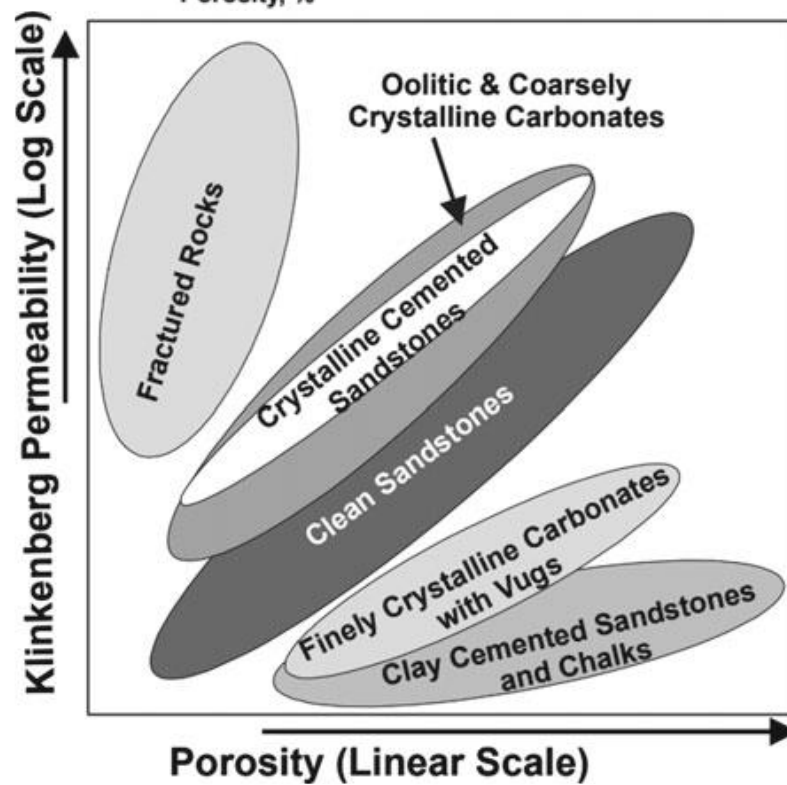 Porosity, %
Klinkenberg Permeability (Log Scale)
Oolitic & Coarsely
Crystalline Carbonates
Fractured Rocks
Crystalline Cemented
Sandstones
Clean Sandstones
Finely Crystalline Carbonates
with Vugs
Clay Cemented Sandstones
and Chalks
Porosity (Linear Scale)